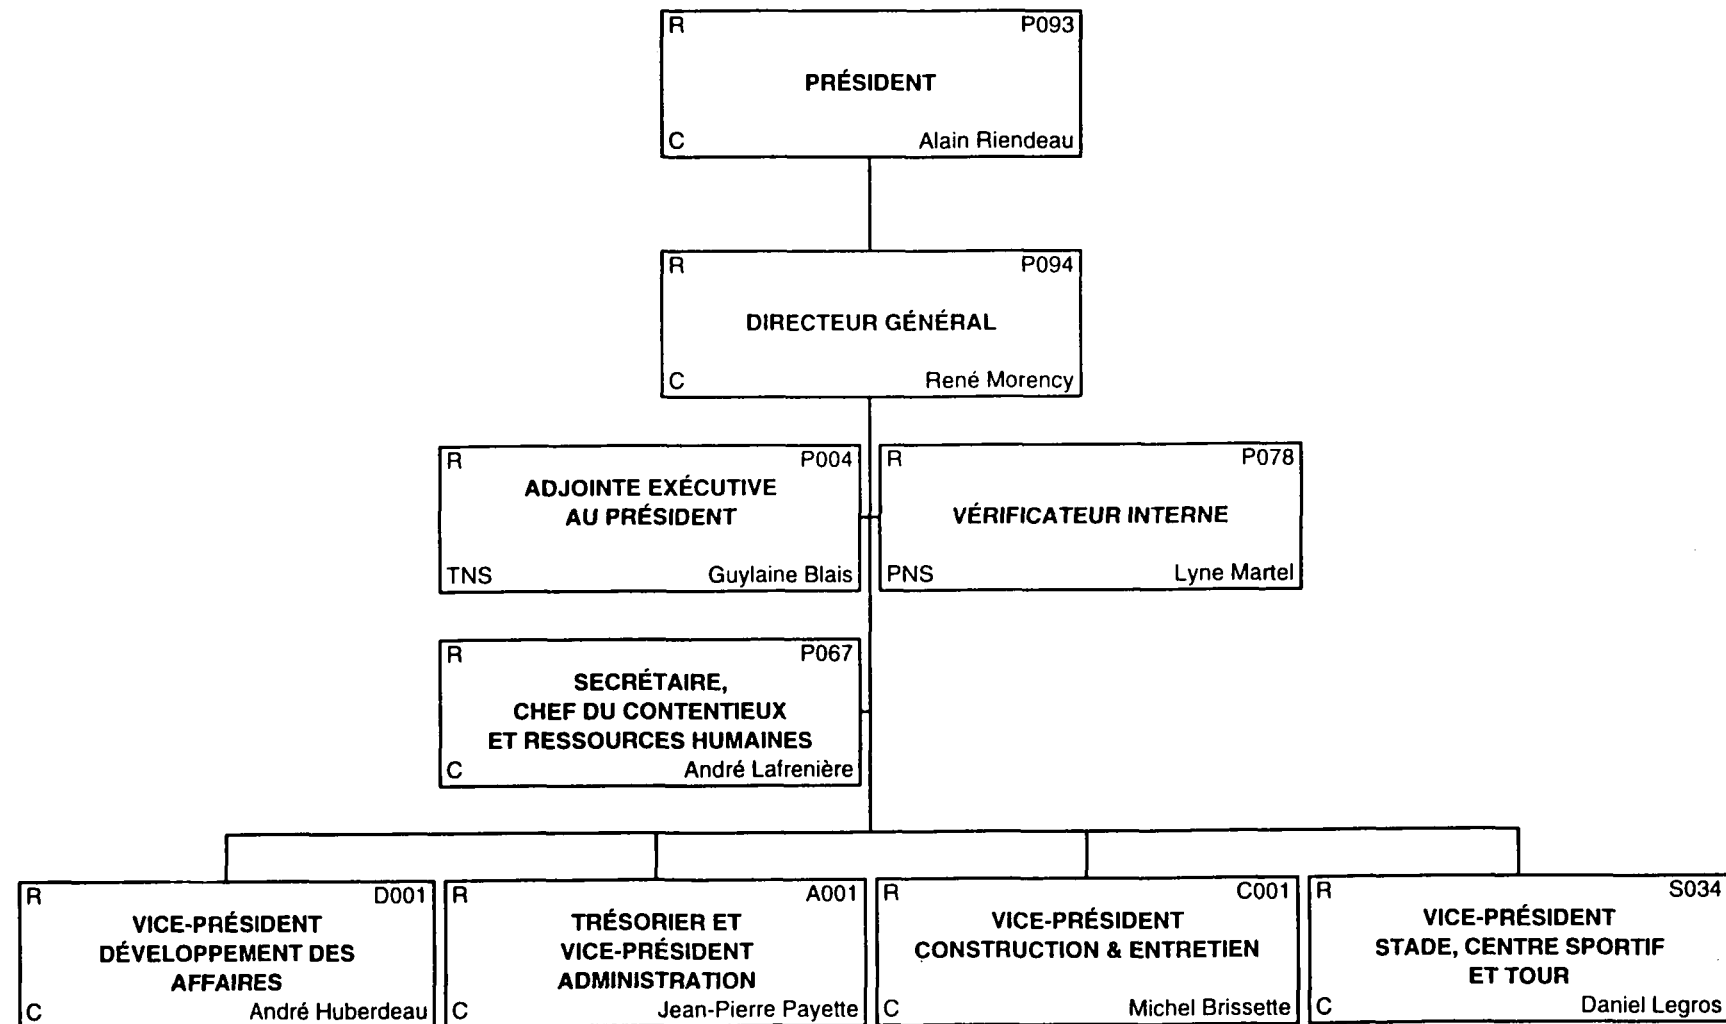 R P093
PRÉSIDENT
C Alain Riendeau
R P094
DIRECTEUR GÉNÉRAL
C René Morency
R P004
ADJOINTE EXÉCUTIVE
AU PRÉSIDENT
TNS Guylaine Blais
R P078
VÉRIFICATEUR INTERNE
PNS Lyne Martel
R P067
SECRÉTAIRE,
CHEF DU CONTENTIEUX
ET RESSOURCES HUMAINES
C André Lafrenière
R D001
VICE-PRÉSIDENT
DÉVELOPPEMENT DES
AFFAIRES
C André Huberdeau
R A001
TRÉSORIER ET
VICE-PRÉSIDENT
ADMINISTRATION
C Jean-Pierre Payette
R C001
VICE-PRÉSIDENT
CONSTRUCTION & ENTRETIEN
C Michel Brissette
R S034
VICE-PRÉSIDENT
STADE, CENTRE SPORTIF
ET TOUR
C Daniel Legros